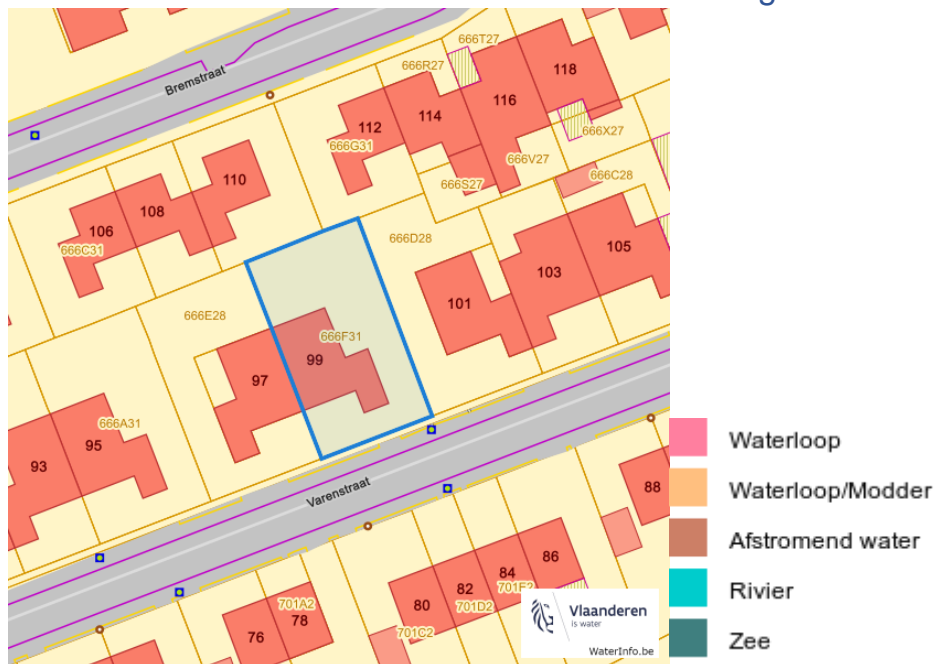 666T27
118
666R27
Bremstraat
116
114
112
666X27
666G31
666V27
110
666C28
666S27
108
106
666D28
666C31
105
103
101
666E28
666F31
99
97
666A31
95
93
Waterloop
Varenstraat
88
Waterloop/Modder
Afstromend water
86
84
82
701E2
80
Rivier
701A2
701D2
Vlaanderen
is water
78
76
701C2
Zee
WaterInfo.be